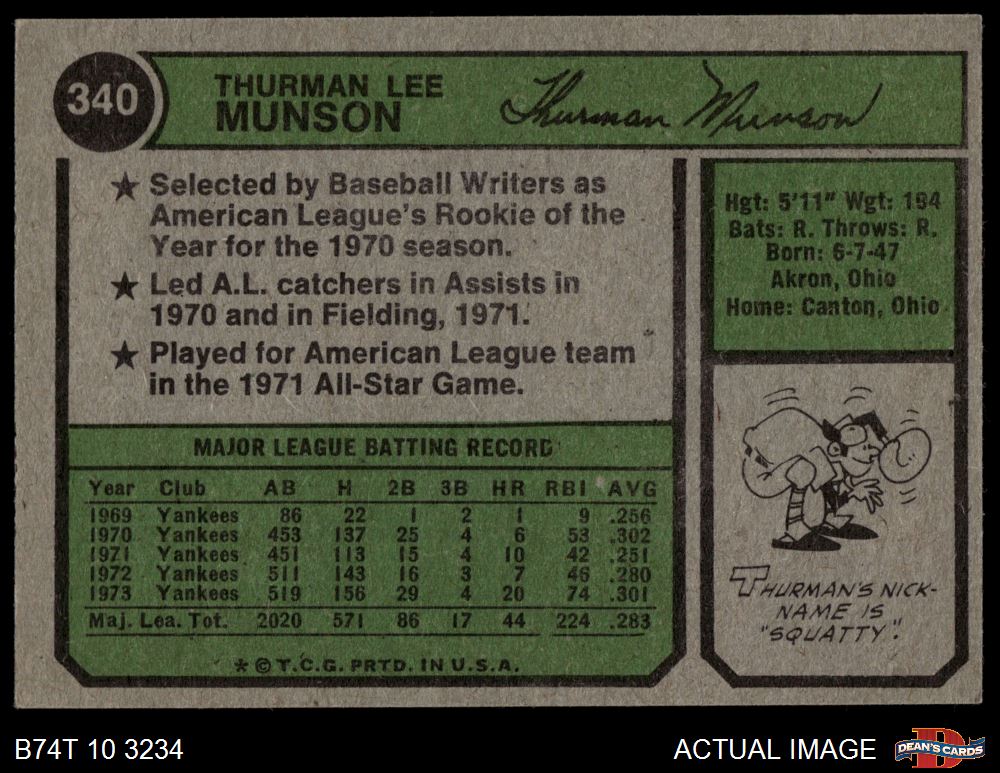 340
THURMAN LEE
MUNSON
Thurman Munson
★ Selected by Baseball Writers as
American League's Rookie of the
Year for the 1970 season.
★ Led A.L. catchers in Assists in
1970 and in Fielding, 1971.
★ Played for American League team
in the 1971 All-Star Game.
Hgt: 5'11" Wgt: 194
Bats: R. Throws: R.
Born: 6-7-47
Akron, Ohio
Home: Canton, Ohio
MAJOR LEAGUE BATTING RECORD
Year Club AB H 2B 3B HR RBI AVG
1969 Yankees 86 22 1 2 1 9 .256
1970 Yankees 453 137 25 4 6 53 .302
1971 Yankees 451 113 15 4 10 42 .251
1972 Yankees 511 143 16 3 7 46 .280
1973 Yankees 519 156 29 4 20 74 .301
Maj. Lea. Tot. 2020 571 86 17 44 224 .283
* © T.C.G. PRTD. IN U.S.A.
THURMAN'S NICK-
NAME IS
"SQUATTY".
B74T 10 3234
ACTUAL IMAGE
DEAN'S CARDS